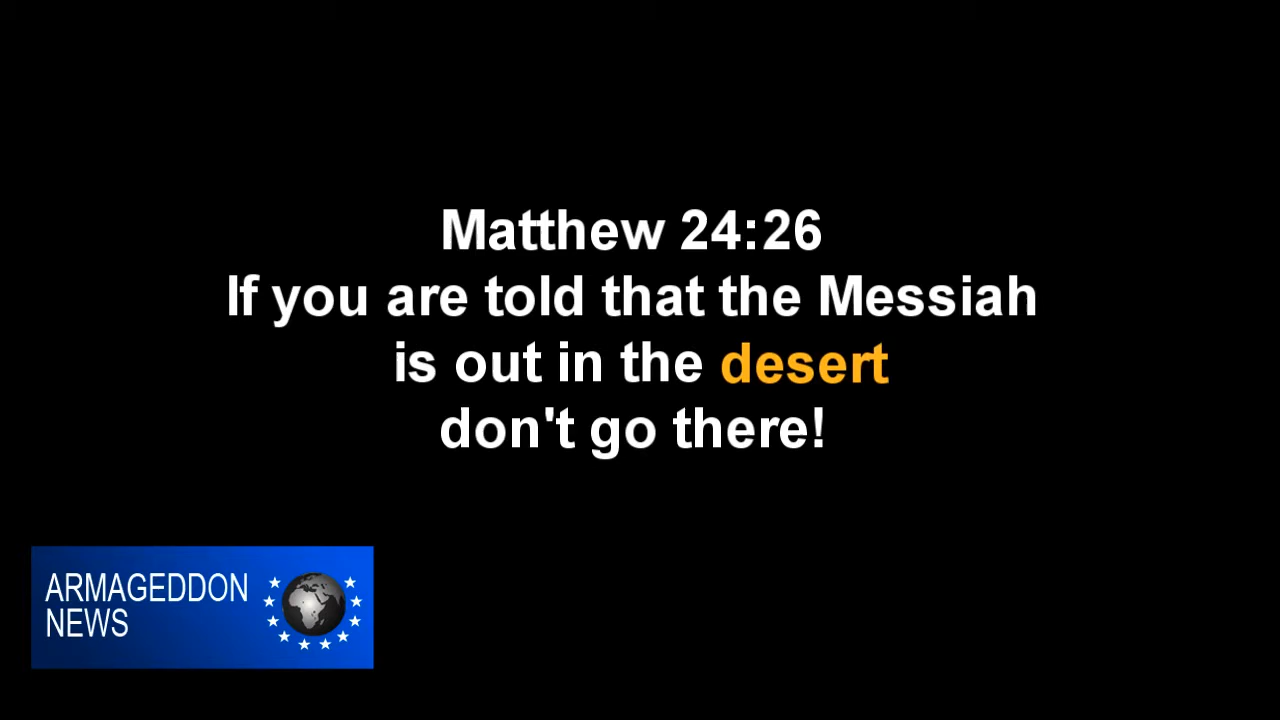 Matthew 24:26
If you are told that the Messiah
is out in the desert
don't go there!
ARMAGEDDON
NEWS